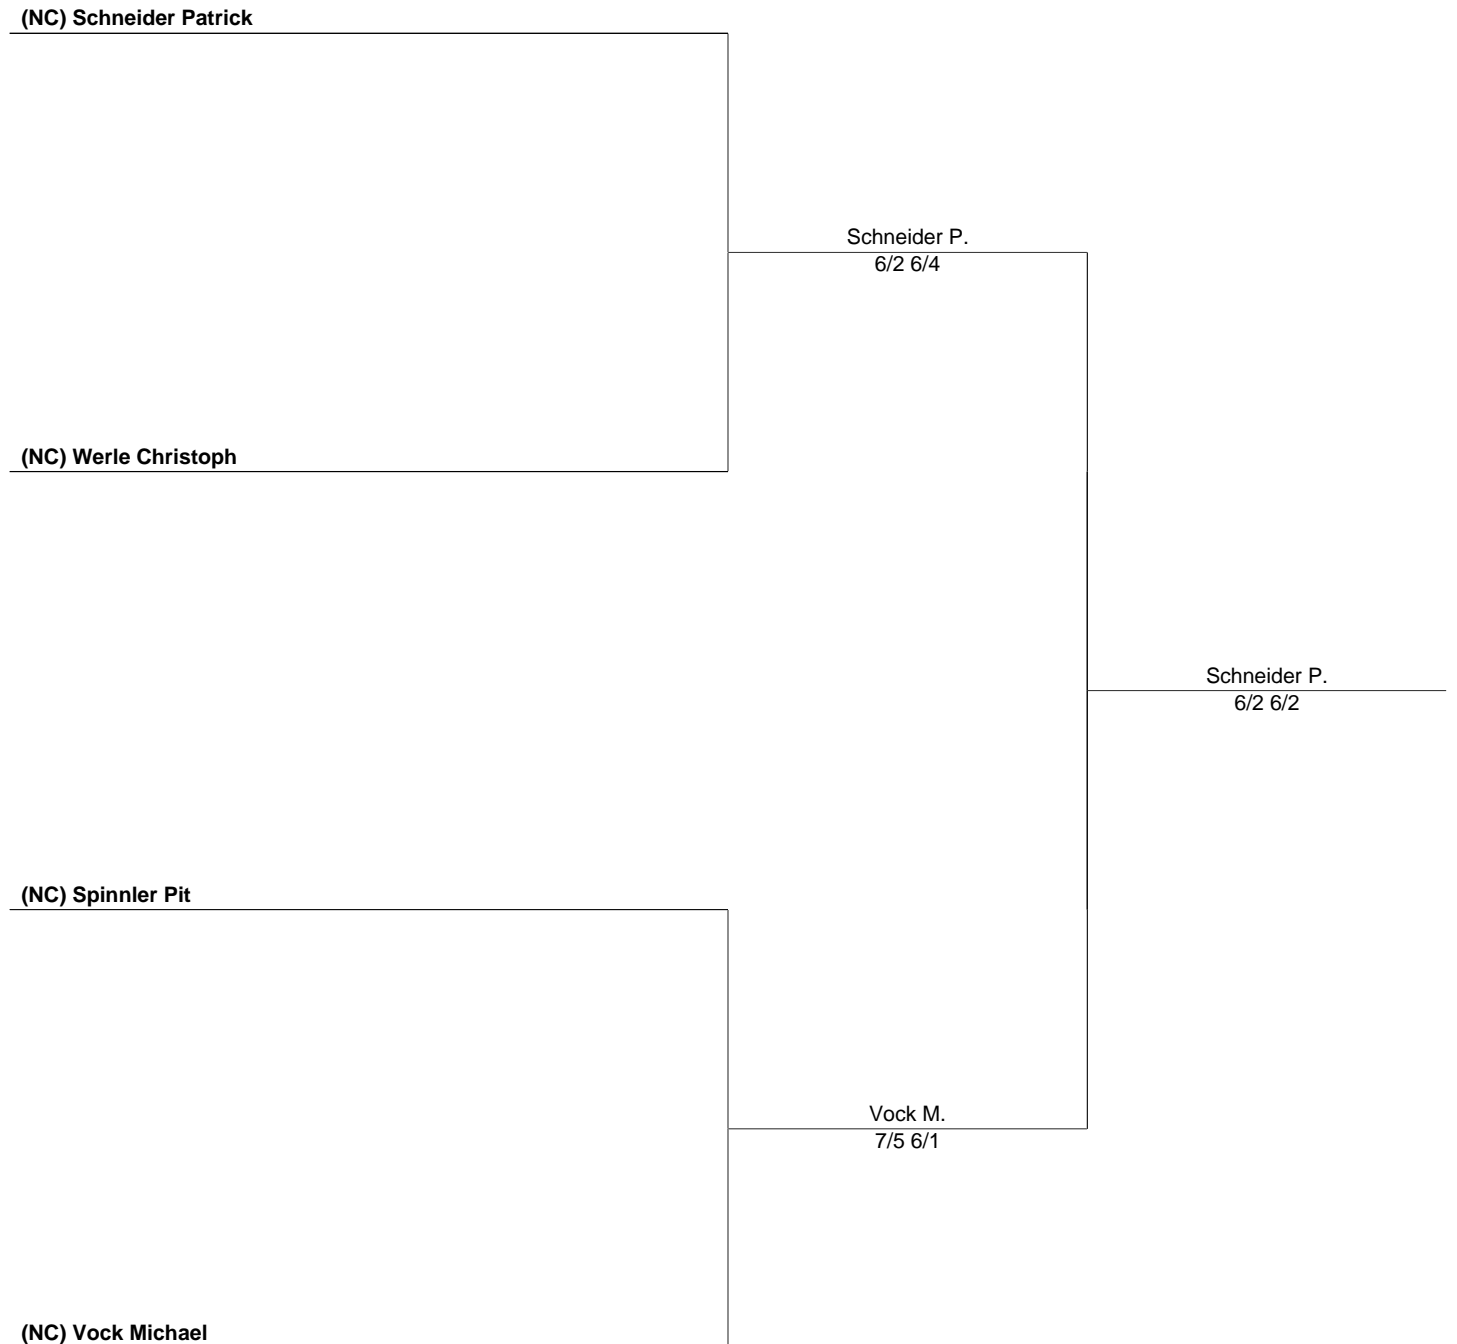 (NC) Schneider Patrick
Schneider P.
6/2 6/4
(NC) Werle Christoph
Schneider P.
6/2 6/2
(NC) Spinnler Pit
Vock M.
7/5 6/1
(NC) Vock Michael